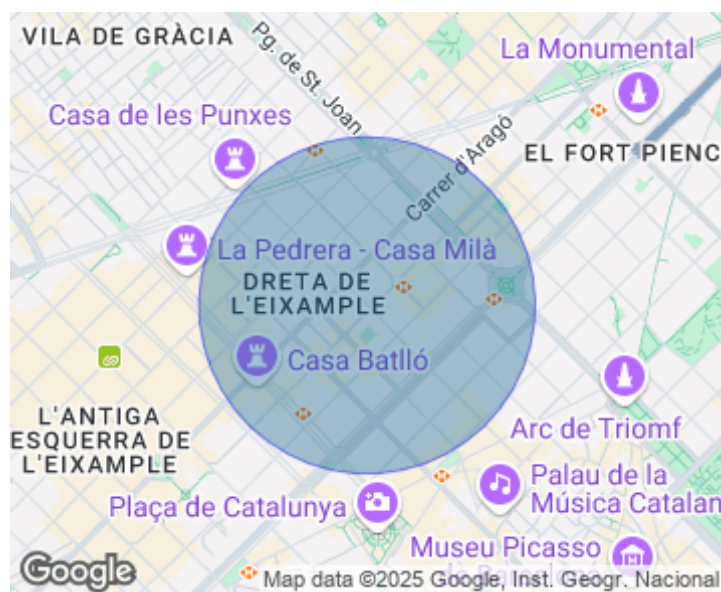 VILA DE GRÀCIA
Pg. de St. Joan
La Monumental
Casa de les Punxes
Carrer d'Aragó
EL FORT PIENC
La Pedrera - Casa Milà
DRETA DE
L'EIXAMPLE
Casa Batlló
L'ANTIGA
ESQUERRA DE
L'EIXAMPLE
Arc de Triomf
Plaça de Catalunya
Palau de la
Música Catalan
Museu Picasso
Google
Map data ©2025 Google, Inst. Geogr. Nacional